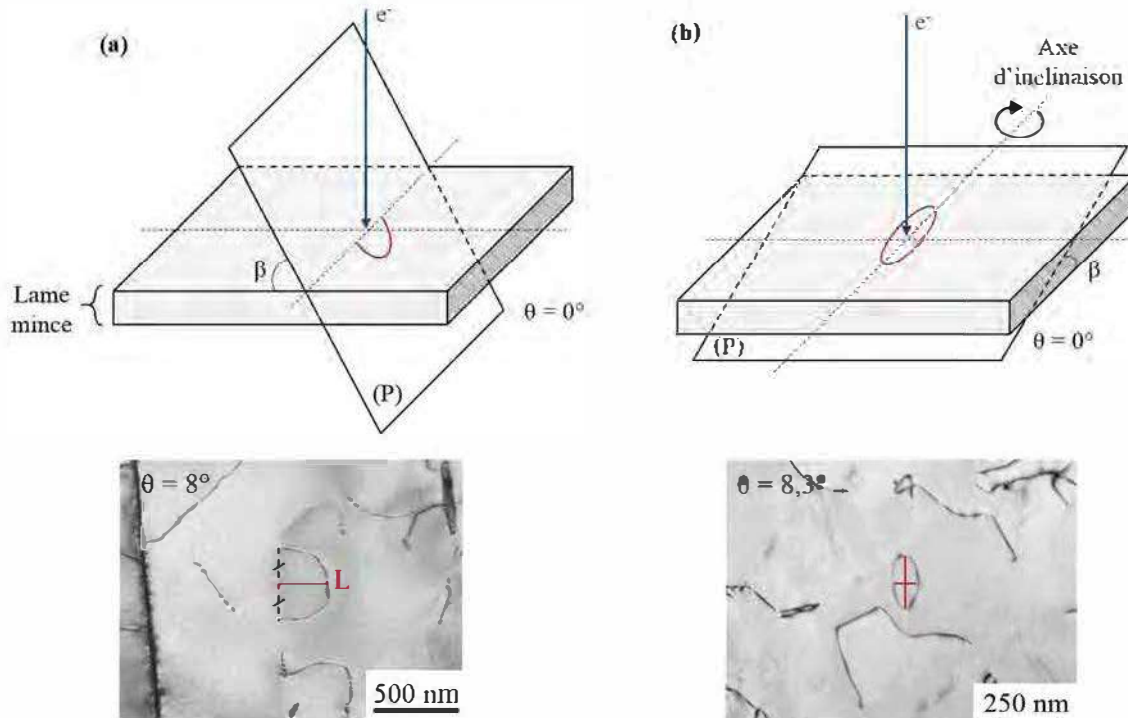 (a)
e-
β
Lame
mince
θ = 0°
(P)
(b)
e-
Axe
d'inclinaison
β
θ = 0°
(P)
θ = 8°
L
500 nm
θ = 8,3°
250 nm